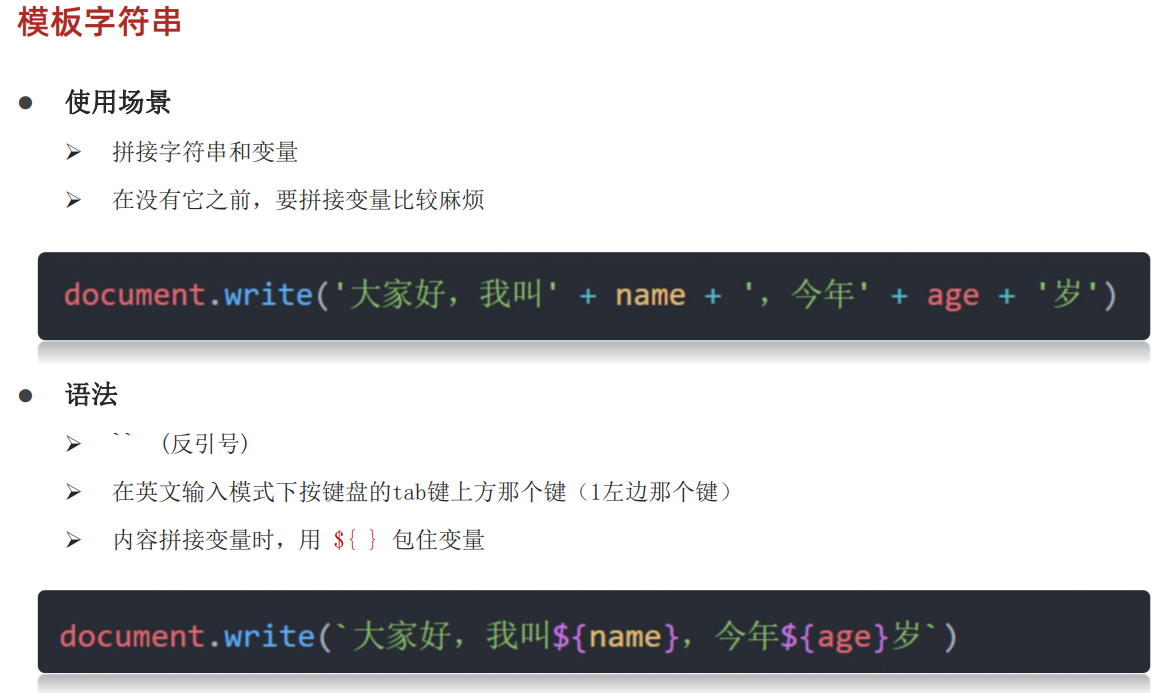 模板字符串
● 使用场景
➢ 拼接字符串和变量
➢ 在没有它之前，要拼接变量比较麻烦
document.write('大家好，我叫' + name + '，今年' + age + '岁')
● 语法
➢ `` (反引号)
➢ 在英文输入模式下按键盘的tab键上方那个键（1左边那个键）
➢ 内容拼接变量时，用 ${ } 包住变量
document.write(`大家好，我叫${name}，今年${age}岁`)